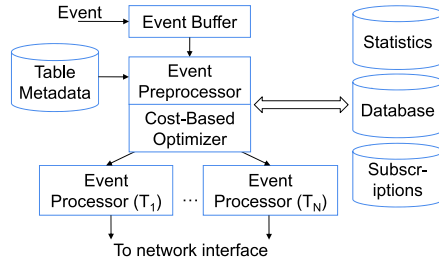 Event
Event Buffer
Statistics
Table
Metadata
Event
Preprocessor
Cost-Based
Optimizer
Database
Event
Processor (T1)
...
Event
Processor (TN)
Subscr-
iptions
To network interface